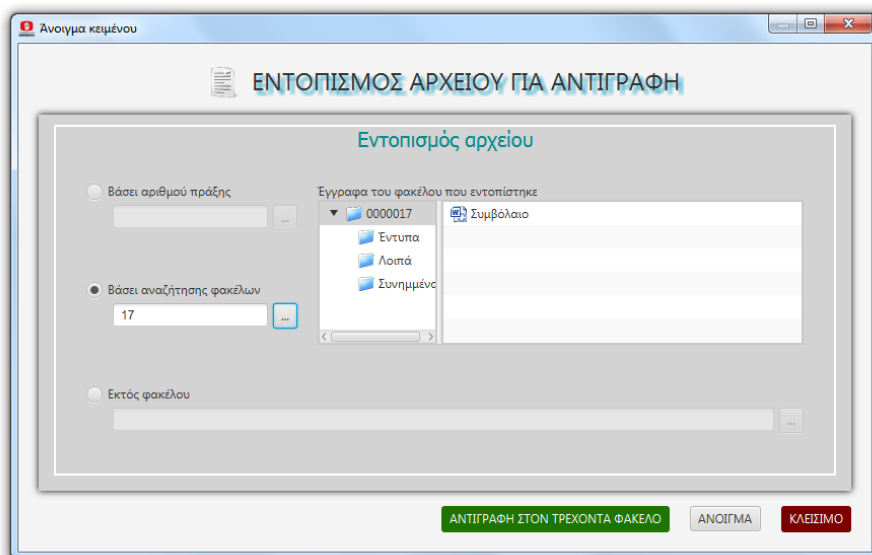 Άνοιγμα κειμένου
ΕΝΤΟΠΙΣΜΟΣ ΑΡΧΕΙΟΥ ΓΙΑ ΑΝΤΙΓΡΑΦΗ
Εντοπισμός αρχείου
Βάσει αριθμού πράξης
...
Έγγραφα του φακέλου που εντοπίστηκε
0000017
Έντυπα
Λοιπά
Συνημμένα
Συμβόλαιο
Βάσει αναζήτησης φακέλων
17
...
Εκτός φακέλου
...
ΑΝΤΙΓΡΑΦΗ ΣΤΟΝ ΤΡΕΧΟΝΤΑ ΦΑΚΕΛΟ
ΑΝΟΙΓΜΑ
ΚΛΕΙΣΙΜΟ